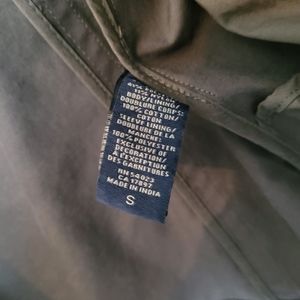 BODY LINING/
DOUBLURE CORPS:
100% COTTON/
COTON
SLEEVE LINING/
DOUBLURE DE LA
MANCHE:
100% POLYESTER
EXCLUSIVE OF
DECORATION/
A L'EXCEPTION
DES GARNITURES
RN 54023
CA 17897
MADE IN INDIA
S